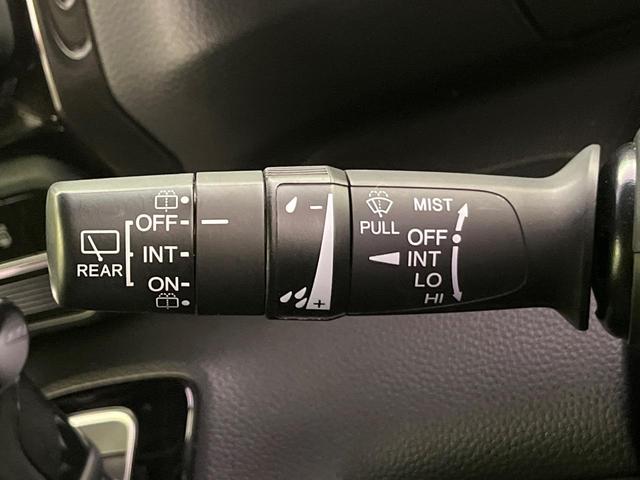 OFF
INT
ON
REAR
−
+
PULL
MIST
OFF
INT
LO
HI